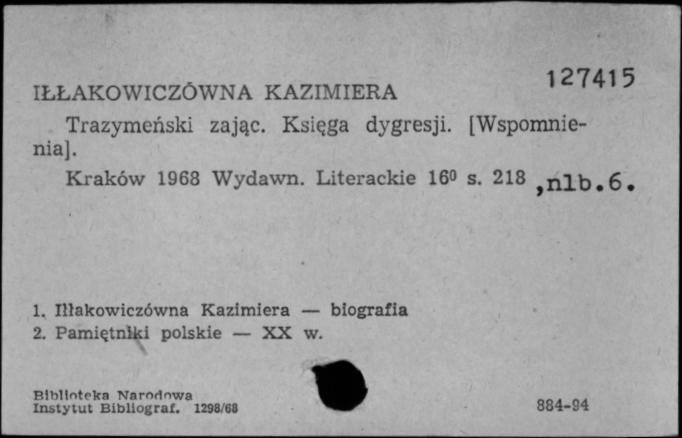 127415
IŁŁAKOWICZÓWNA KAZIMIERA
Trazymeński zając. Księga dygresji. [Wspomnie-
nia].
Kraków 1968 Wydawn. Literackie 16⁰ s. 218 ,nlb.6.
1. Iłłakowiczówna Kazimiera — biografia
2. Pamiętniki polskie — XX w.
Biblioteka Narodowa
Instytut Bibliograf. 1298/68
884-94